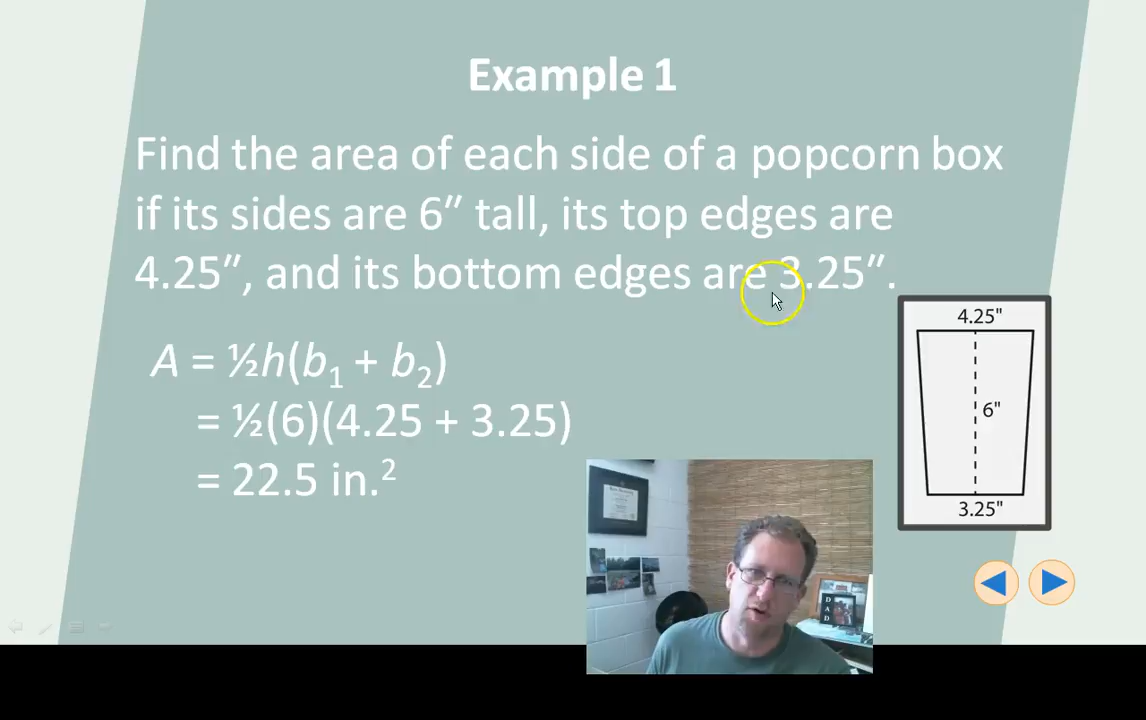 Example 1
Find the area of each side of a popcorn box
if its sides are 6″ tall, its top edges are
4.25″, and its bottom edges are 3.25″.
A = ½h(b₁ + b₂)
= ½(6)(4.25 + 3.25)
= 22.5 in.²
4.25"
6"
3.25"
DAD